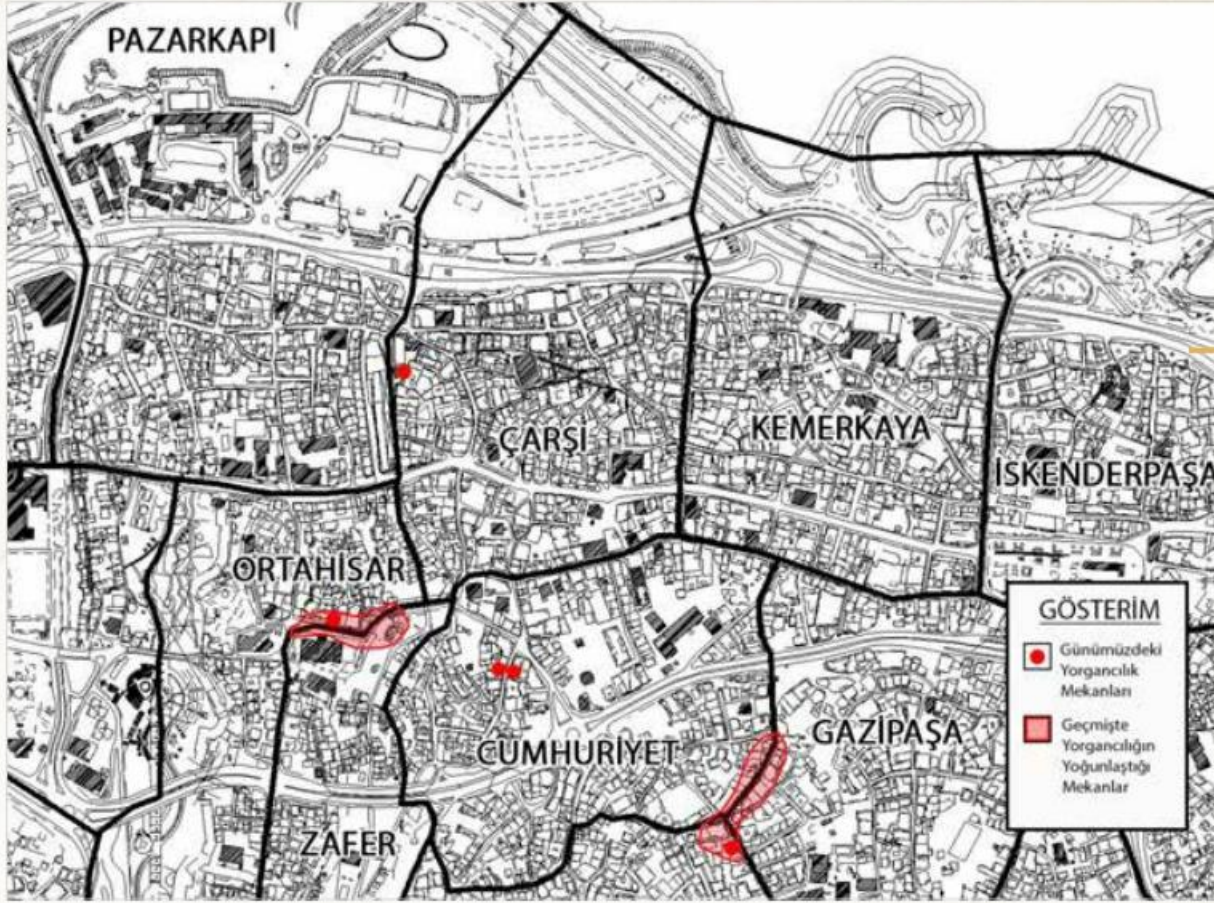 PAZARKAPI
ÇARŞİ
KEMERKAYA
İSKENDERPAŞA
ORTAHİSAR
CUMHURİYET
GAZİPAŞA
ZAFER
GÖSTERİM
Günümüzdeki
Yorgancılık
Mekanları
Geçmişte
Yorgancılığın
Yoğunlaştığı
Mekanlar